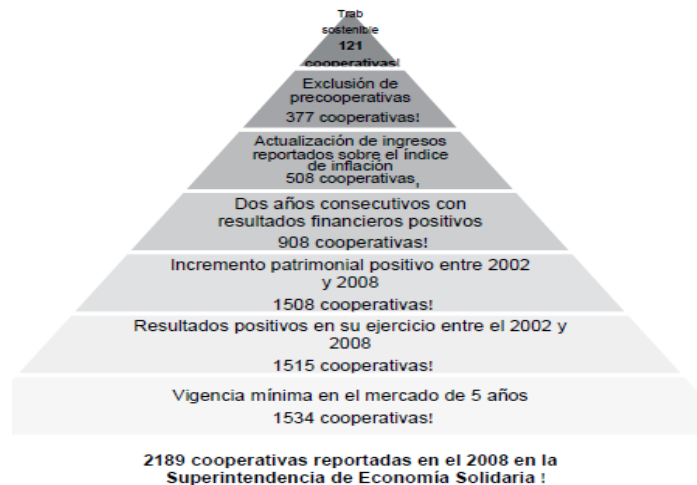 Trab
sostenible
121
cooperativas!
Exclusión de
precooperativas
377 cooperativas!
Actualización de ingresos
reportados sobre el índice
de inflación
508 cooperativas,
Dos años consecutivos con
resultados financieros positivos
908 cooperativas!
Incremento patrimonial positivo entre 2002
y 2008
1508 cooperativas!
Resultados positivos en su ejercicio entre el 2002 y
2008
1515 cooperativas!
Vigencia mínima en el mercado de 5 años
1534 cooperativas!
2189 cooperativas reportadas en el 2008 en la
Superintendencia de Economía Solidaria !